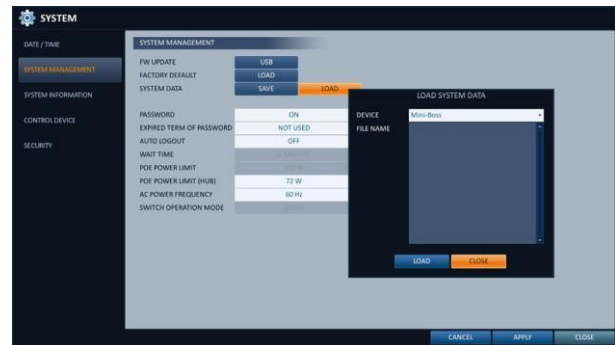 SYSTEM
DATE / TIME
SYSTEM MANAGEMENT
SYSTEM INFORMATION
CONTROL DEVICE
SECURITY
SYSTEM MANAGEMENT
FW UPDATE USB
FACTORY DEFAULT LOAD
SYSTEM DATA SAVE LOAD
PASSWORD ON
EXPIRED TERM OF PASSWORD NOT USED
AUTO LOGOUT OFF
WAIT TIME
POE POWER LIMIT
POE POWER LIMIT (HUB) 72 W
AC POWER FREQUENCY 60 Hz
SWITCH OPERATION MODE
LOAD SYSTEM DATA
DEVICE Mini-Boss
FILE NAME
LOAD CLOSE
CANCEL APPLY CLOSE